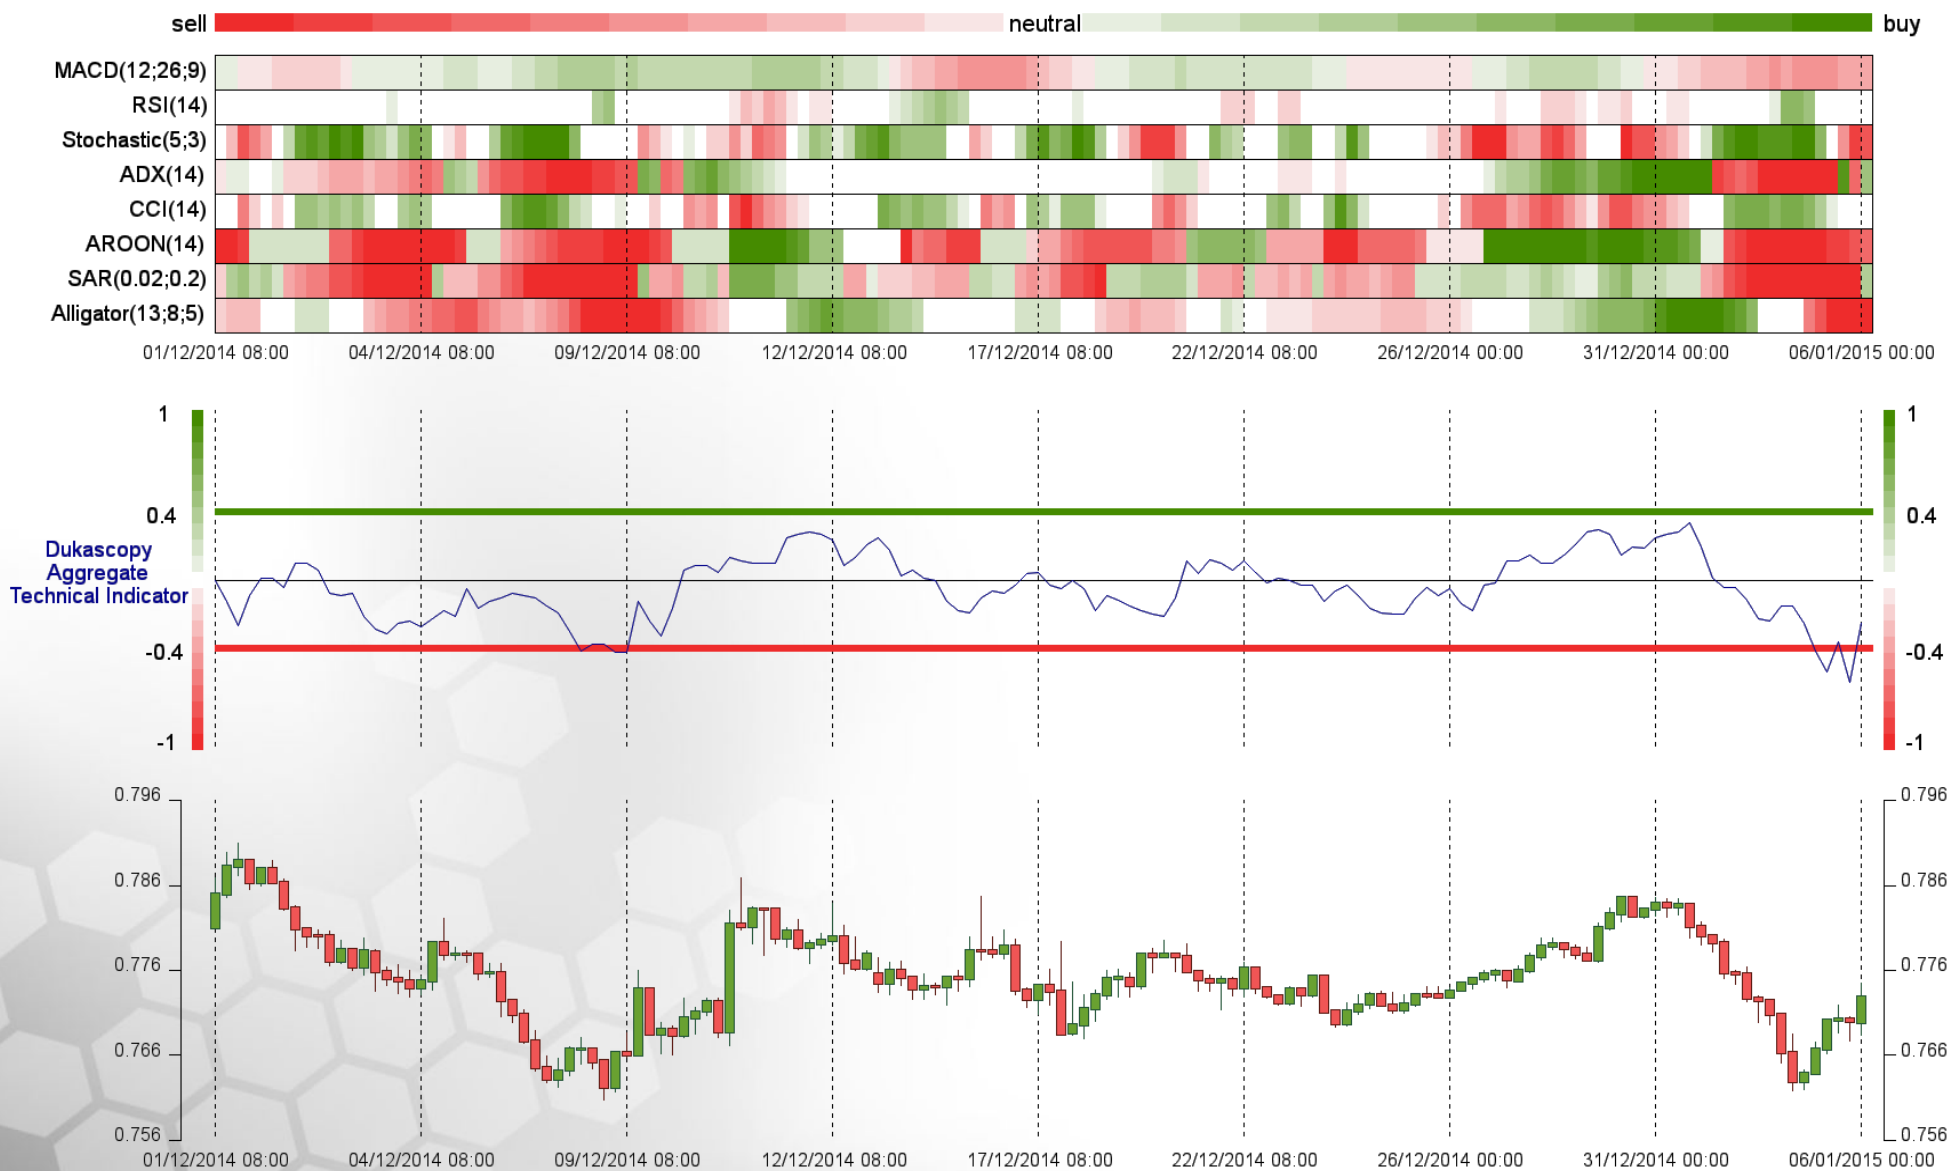 sell neutral buy
MACD(12;26;9)
RSI(14)
Stochastic(5;3)
ADX(14)
CCI(14)
AROON(14)
SAR(0.02;0.2)
Alligator(13;8;5)
01/12/2014 08:00 04/12/2014 08:00 09/12/2014 08:00 12/12/2014 08:00 17/12/2014 08:00 22/12/2014 08:00 26/12/2014 00:00 31/12/2014 00:00 06/01/2015 00:00
1 1
0.4 0.4
Dukascopy
Aggregate
Technical Indicator
-0.4 -0.4
-1 -1
0.796 0.796
0.786 0.786
0.776 0.776
0.766 0.766
0.756 0.756
01/12/2014 08:00 04/12/2014 08:00 09/12/2014 08:00 12/12/2014 08:00 17/12/2014 08:00 22/12/2014 08:00 26/12/2014 00:00 31/12/2014 00:00 06/01/2015 00:00